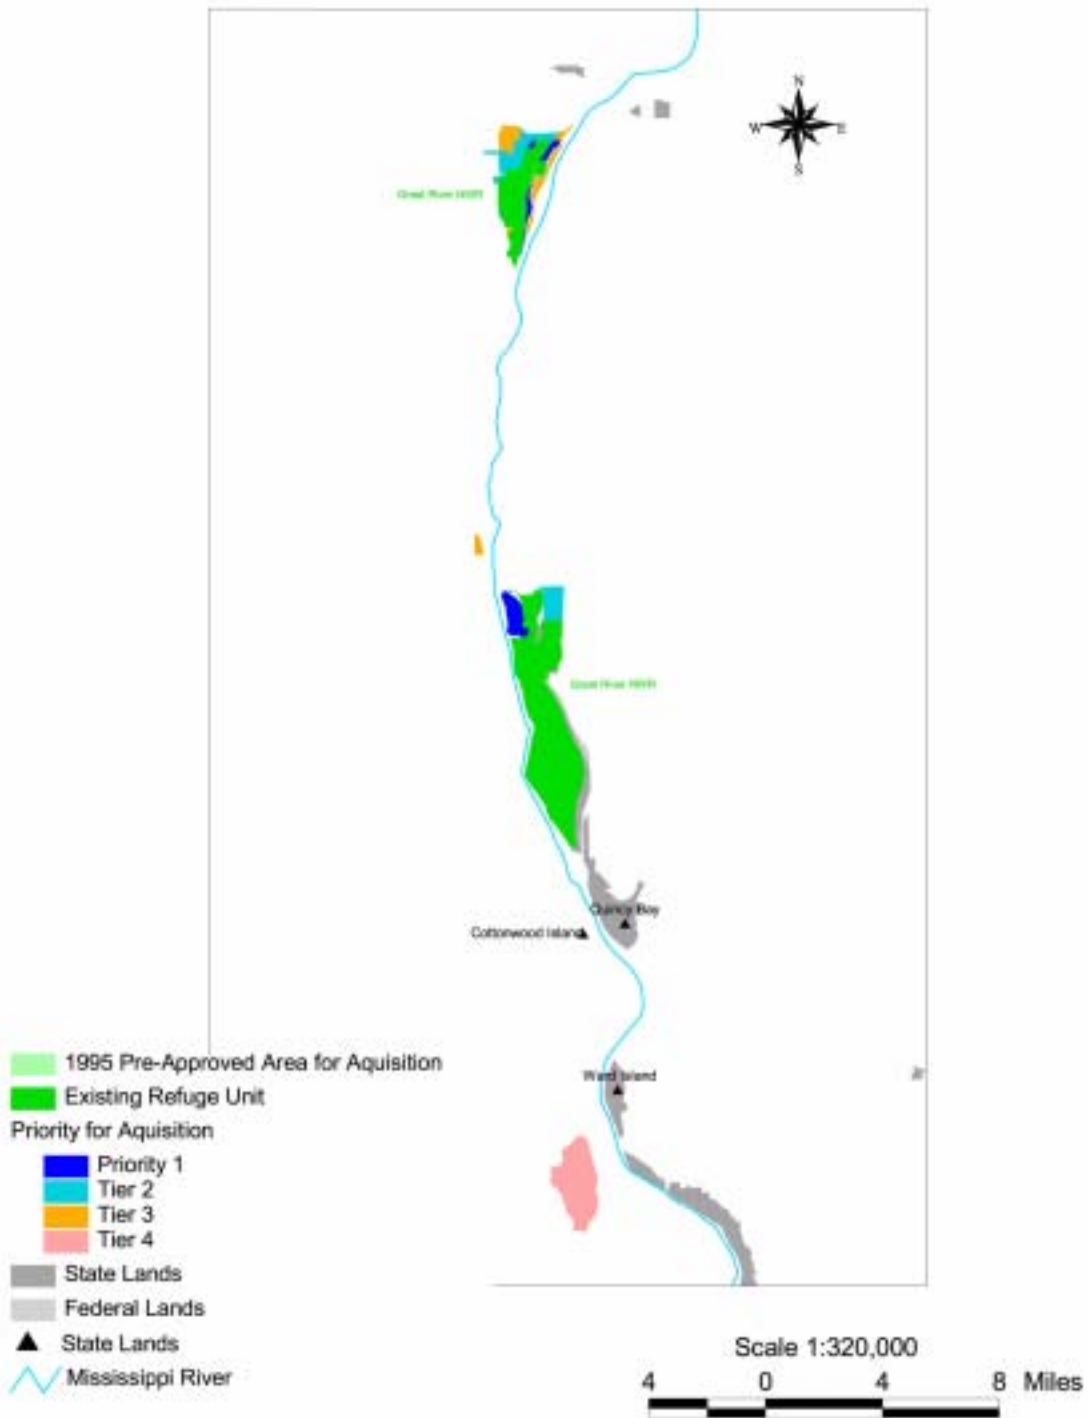 N
W E
S
Great River NWR
Great River NWR
Quincy Bay
Cottonwood Island
Ward Island
1995 Pre-Approved Area for Aquisition
Existing Refuge Unit
Priority for Aquisition
Priority 1
Tier 2
Tier 3
Tier 4
State Lands
Federal Lands
State Lands
Mississippi River
Scale 1:320,000
4 0 4 8 Miles